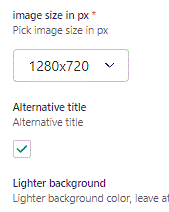 image size in px *
Pick image size in px
1280x720
Alternative title
Alternative title
Lighter background
Lighter background color, leave